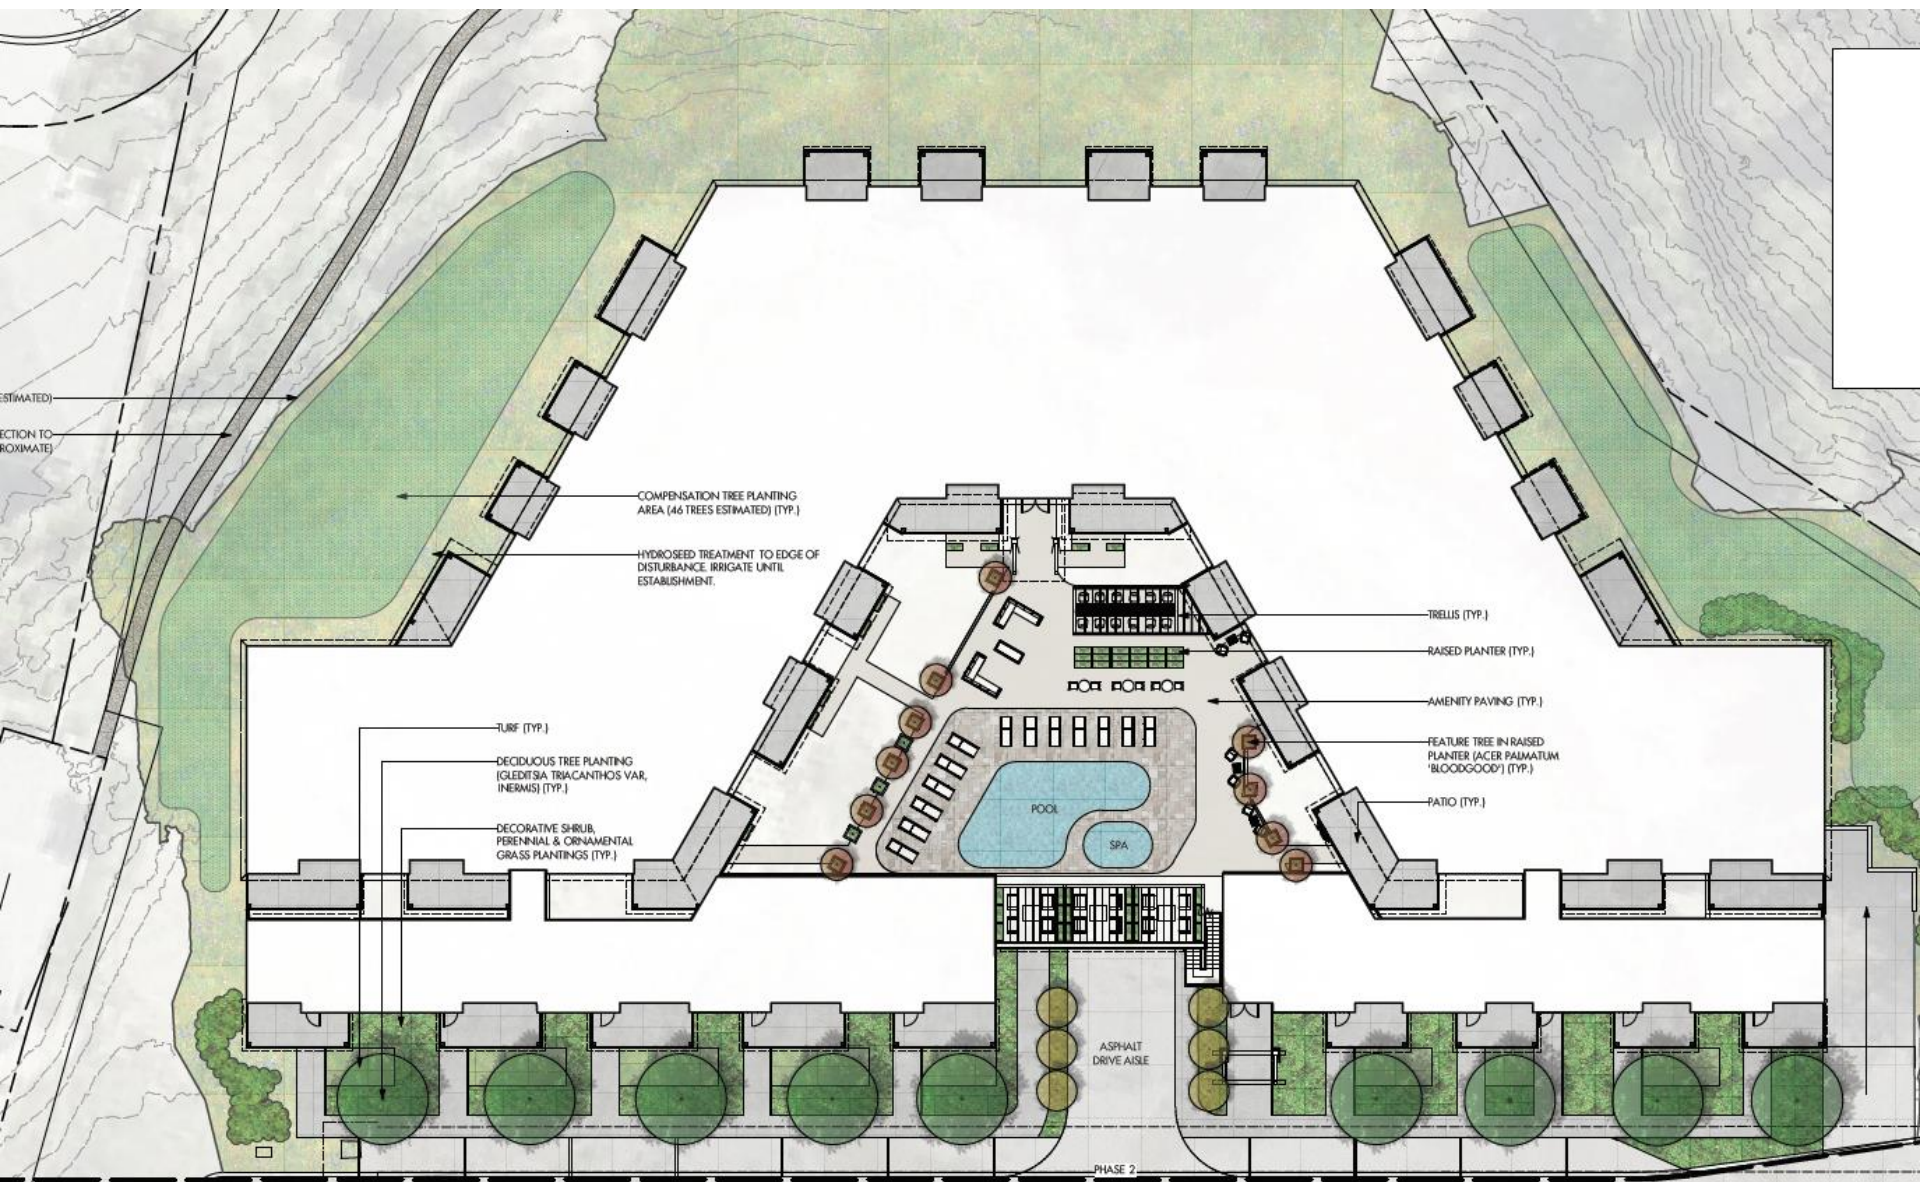 ESTIMATED)
ECTION TO
ROXIMATE)
COMPENSATION TREE PLANTING
AREA (46 TREES ESTIMATED) (TYP.)
HYDROSEED TREATMENT TO EDGE OF
DISTURBANCE. IRRIGATE UNTIL
ESTABLISHMENT.
TURF (TYP.)
DECIDUOUS TREE PLANTING
(GLEDITSIA TRIACANTHOS VAR,
INERMIS) (TYP.)
DECORATIVE SHRUB,
PERENNIAL & ORNAMENTAL
GRASS PLANTINGS (TYP.)
TRELLIS (TYP.)
RAISED PLANTER (TYP.)
AMENITY PAVING (TYP.)
FEATURE TREE IN RAISED
PLANTER (ACER PALMATUM
'BLOODGOOD') (TYP.)
PATIO (TYP.)
POOL
SPA
ASPHALT
DRIVE AISLE
PHASE 2